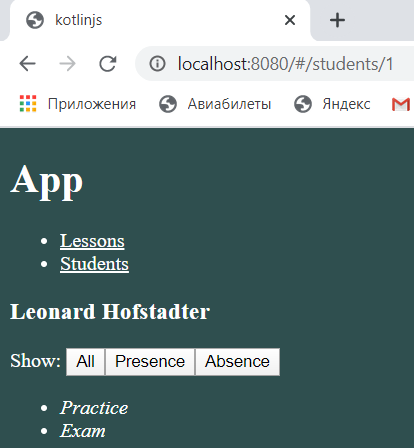 kotlinjs
localhost:8080/#/students/1
Приложения Авиабилеты Яндекс
App
Lessons
Students
Leonard Hofstadter
Show: All Presence Absence
Practice
Exam